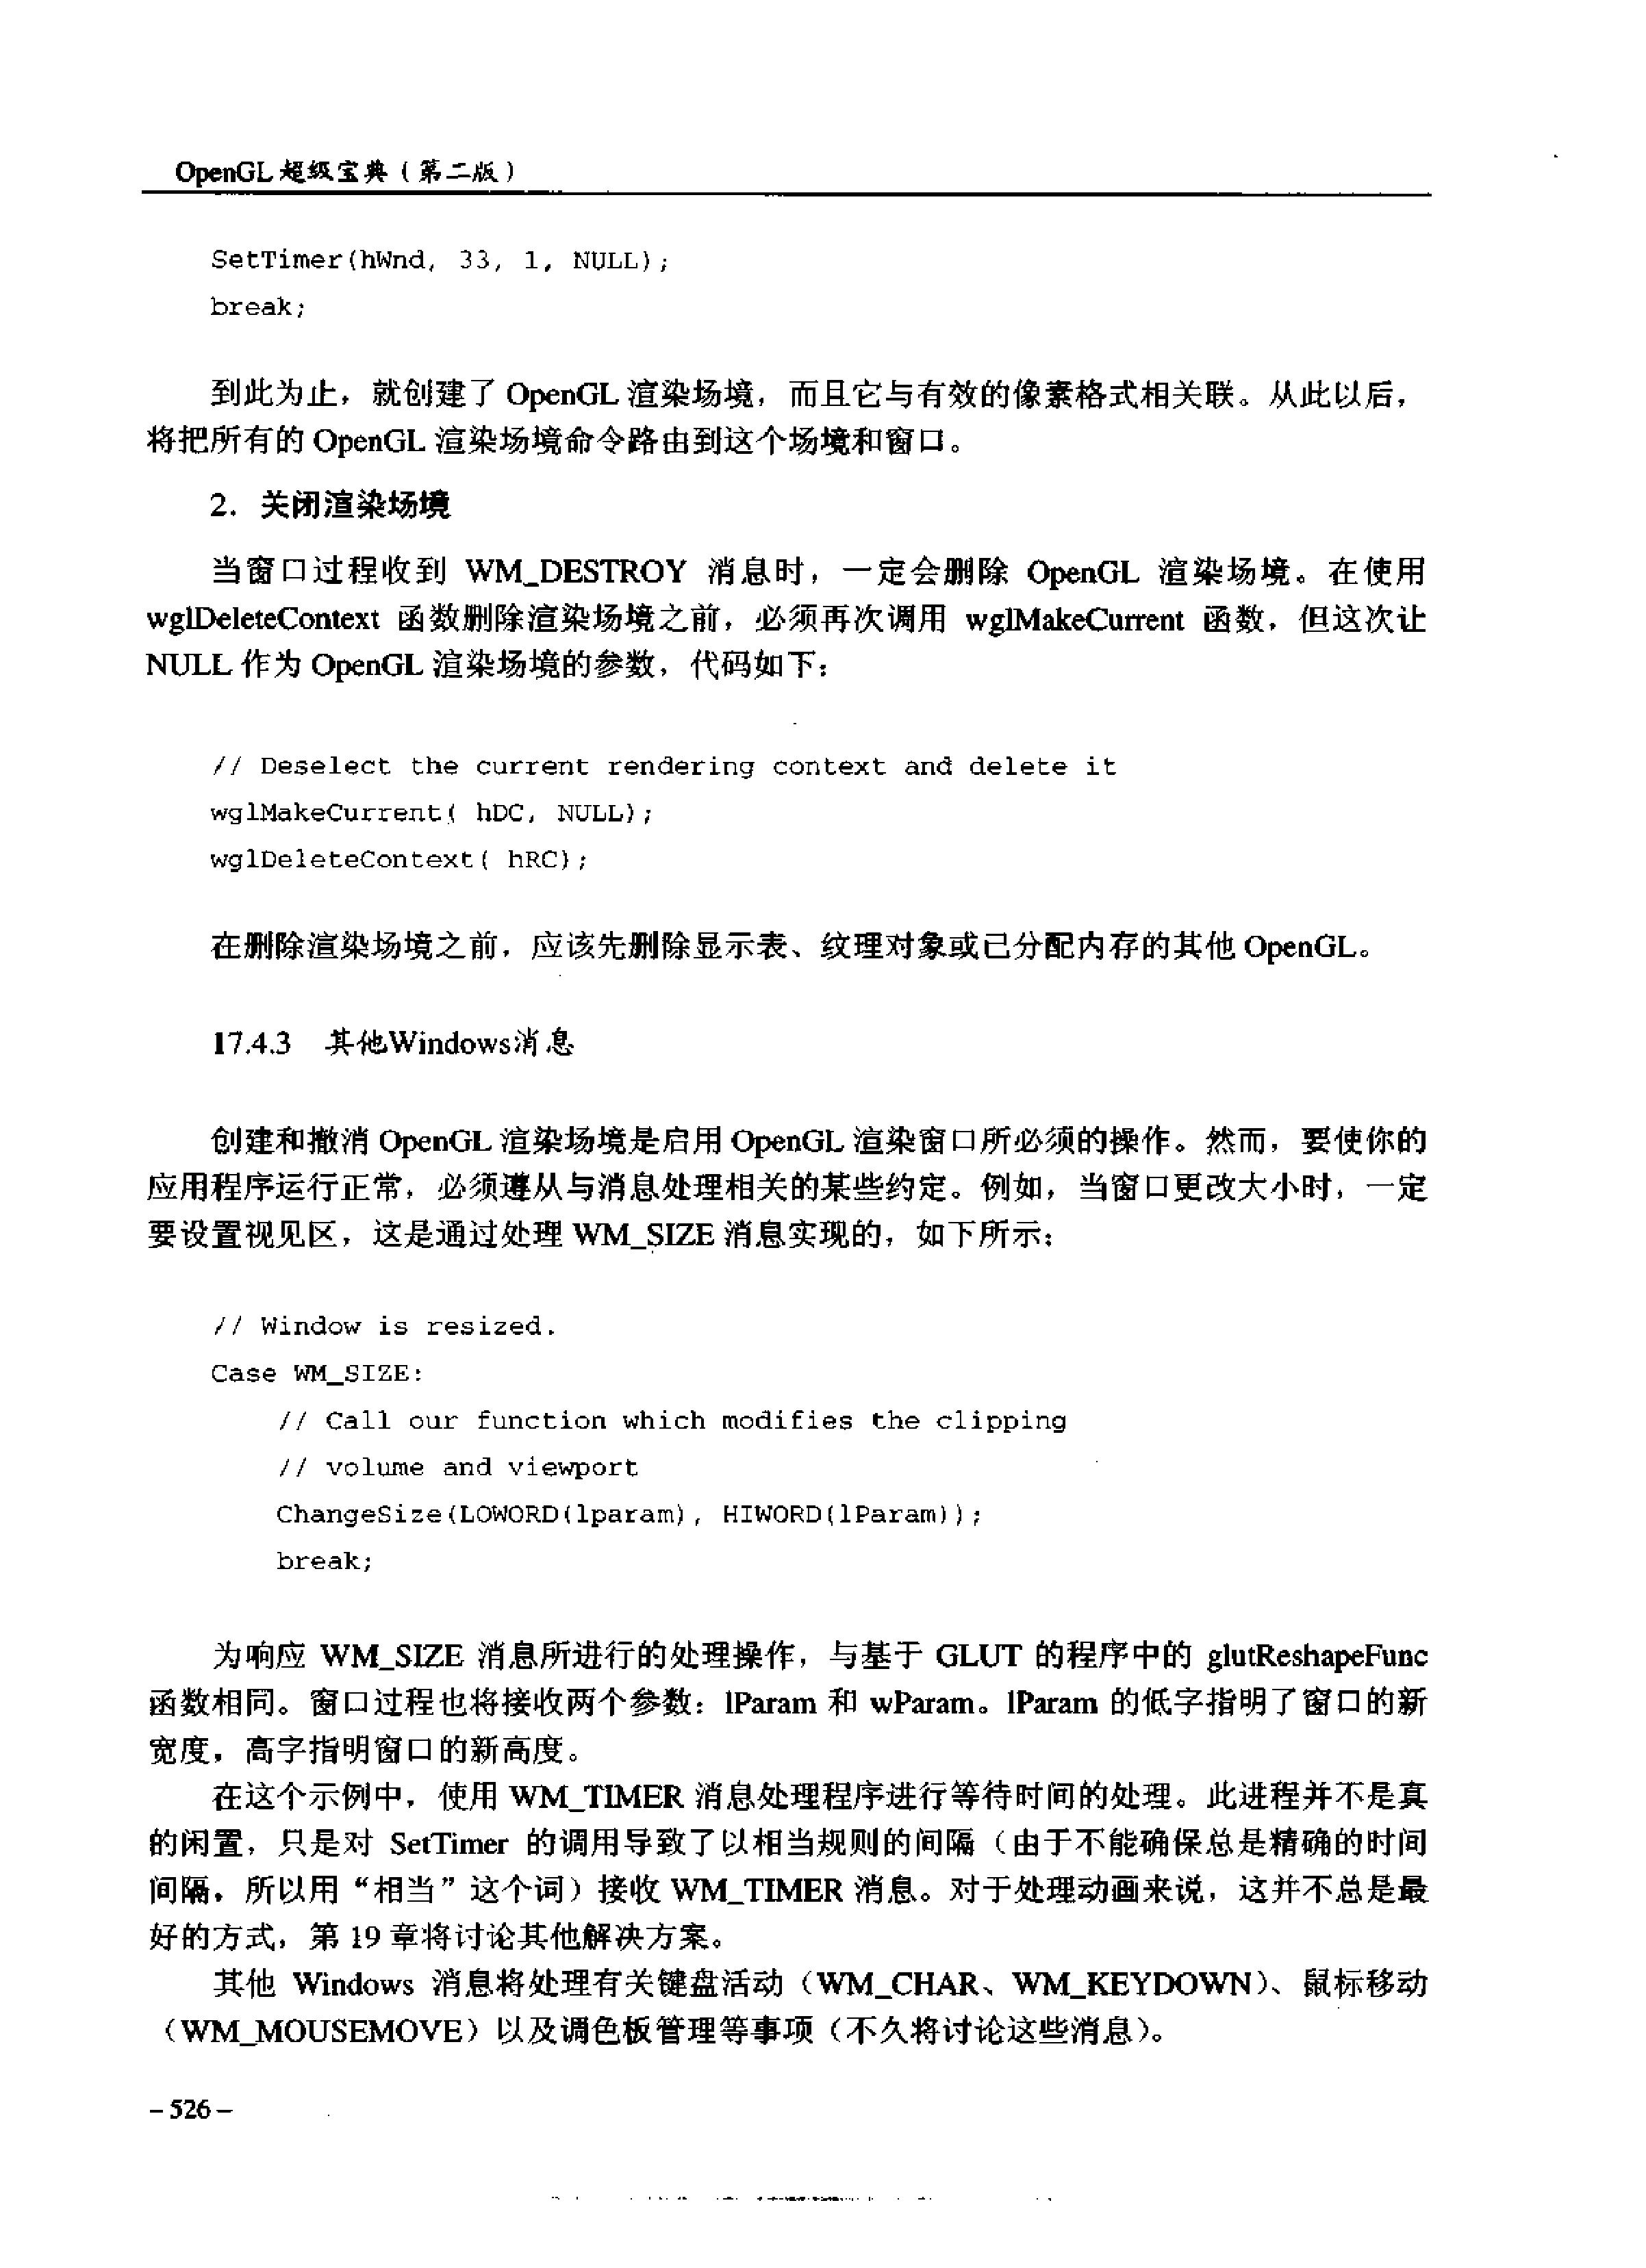 OpenGL 超级宝典（第二版）
SetTimer(hWnd, 33, 1, NULL);
break;
到此为止，就创建了 OpenGL 渲染场境，而且它与有效的像素格式相关联。从此以后，
将把所有的 OpenGL 渲染场境命令路由到这个场境和窗口。
2. 关闭渲染场境
当窗口过程收到 WM_DESTROY 消息时，一定会删除 OpenGL 渲染场境。在使用
wglDeleteContext 函数删除渲染场境之前，必须再次调用 wglMakeCurrent 函数，但这次让
NULL 作为 OpenGL 渲染场境的参数，代码如下：
// Deselect the current rendering context and delete it
wglMakeCurrent( hDC, NULL);
wglDeleteContext( hRC);
在删除渲染场境之前，应该先删除显示表、纹理对象或已分配内存的其他 OpenGL。
17.4.3 其他Windows消息
创建和撤消 OpenGL 渲染场境是启用 OpenGL 渲染窗口所必须的操作。然而，要使你的
应用程序运行正常，必须遵从与消息处理相关的某些约定。例如，当窗口更改大小时，一定
要设置视见区，这是通过处理 WM_SIZE 消息实现的，如下所示：
// Window is resized.
Case WM_SIZE:
// Call our function which modifies the clipping
// volume and viewport
ChangeSize(LOWORD(lparam), HIWORD(lParam));
break;
为响应 WM_SIZE 消息所进行的处理操作，与基于 GLUT 的程序中的 glutReshapeFunc
函数相同。窗口过程也将接收两个参数：lParam 和 wParam。lParam 的低字指明了窗口的新
宽度，高字指明窗口的新高度。
在这个示例中，使用 WM_TIMER 消息处理程序进行等待时间的处理。此进程并不是真
的闲置，只是对 SetTimer 的调用导致了以相当规则的间隔（由于不能确保总是精确的时间
间隔，所以用“相当”这个词）接收 WM_TIMER 消息。对于处理动画来说，这并不总是最
好的方式，第 19 章将讨论其他解决方案。
其他 Windows 消息将处理有关键盘活动（WM_CHAR、WM_KEYDOWN）、鼠标移动
（WM_MOUSEMOVE）以及调色板管理等事项（不久将讨论这些消息）。
– 526 –